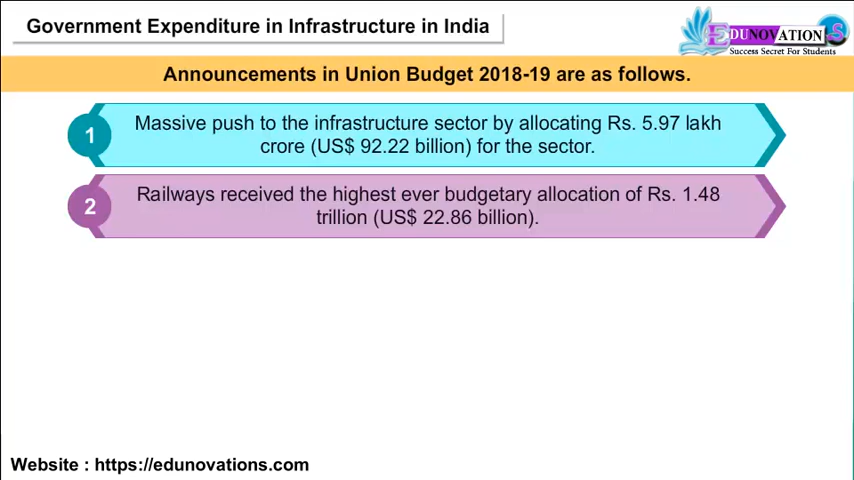 Government Expenditure in Infrastructure in India
EDUNOVATIONS
Success Secret For Students
Announcements in Union Budget 2018-19 are as follows.
1
Massive push to the infrastructure sector by allocating Rs. 5.97 lakh
crore (US$ 92.22 billion) for the sector.
2
Railways received the highest ever budgetary allocation of Rs. 1.48
trillion (US$ 22.86 billion).
Website : https://edunovations.com